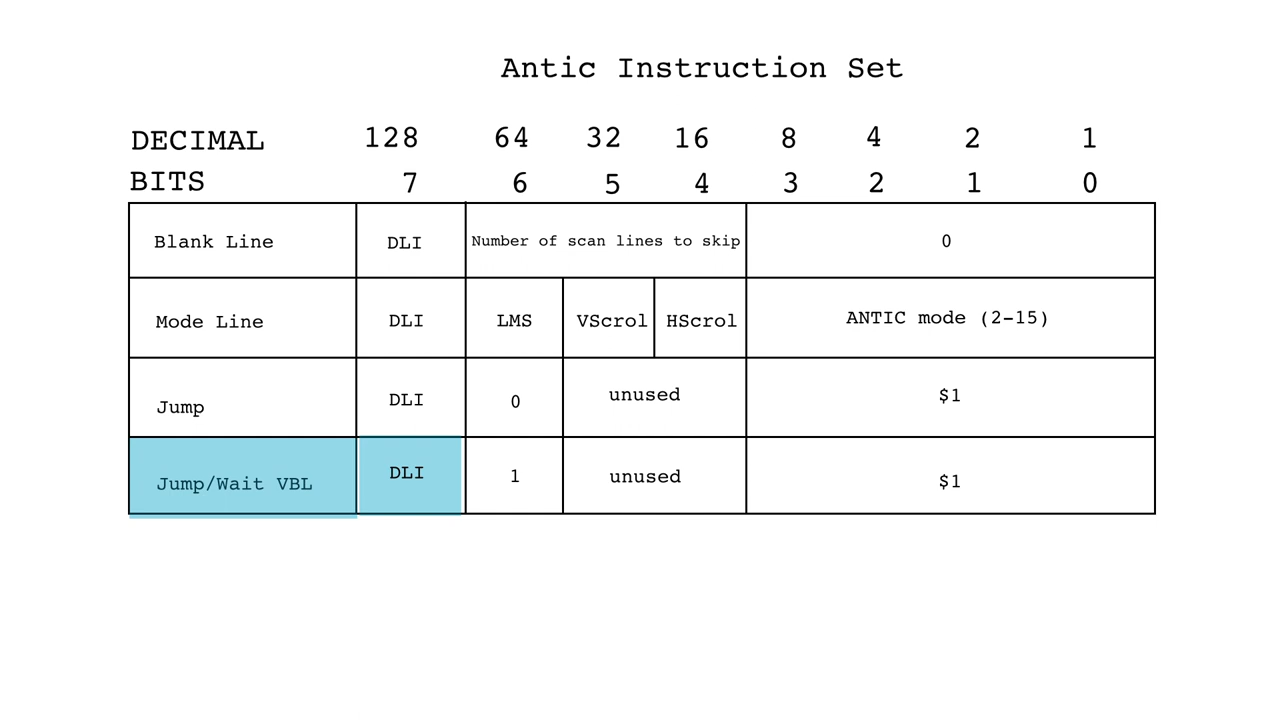 Antic Instruction Set
DECIMAL 128 64 32 16 8 4 2 1
BITS 7 6 5 4 3 2 1 0
Blank Line DLI Number of scan lines to skip 0
Mode Line DLI LMS VScrol HScrol ANTIC mode (2-15)
Jump DLI 0 unused $1
Jump/Wait VBL DLI 1 unused $1